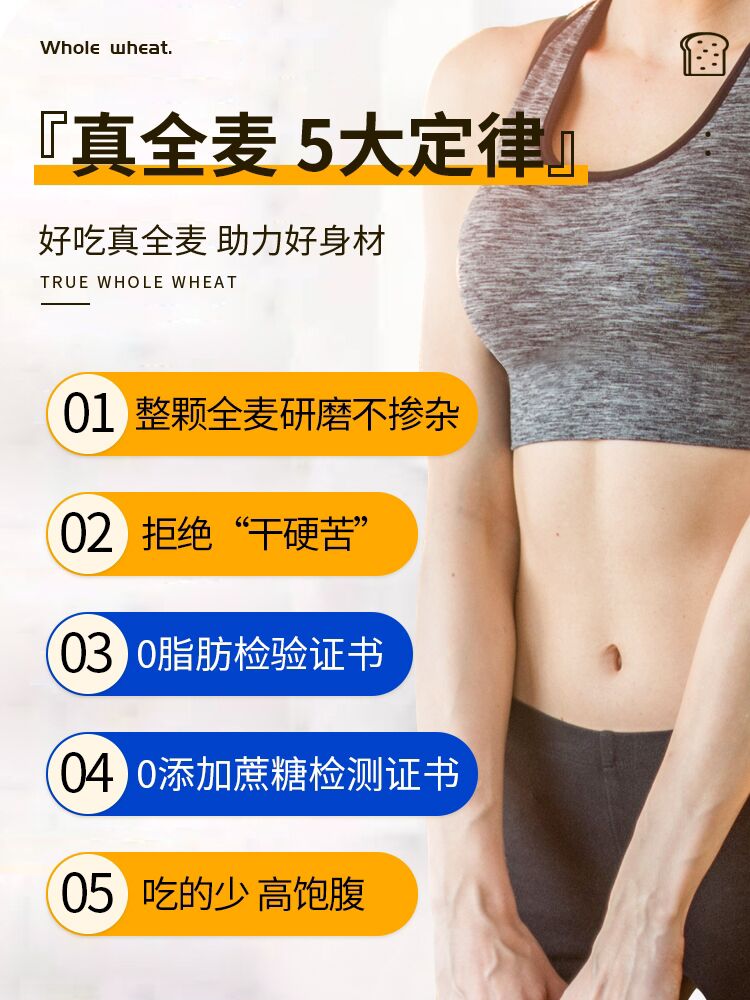 Whole wheat.
『真全麦 5大定律』
好吃真全麦 助力好身材
TRUE WHOLE WHEAT
01 整颗全麦研磨不掺杂
02 拒绝“干硬苦”
03 0脂肪检验证书
04 0添加蔗糖检测证书
05 吃的少 高饱腹